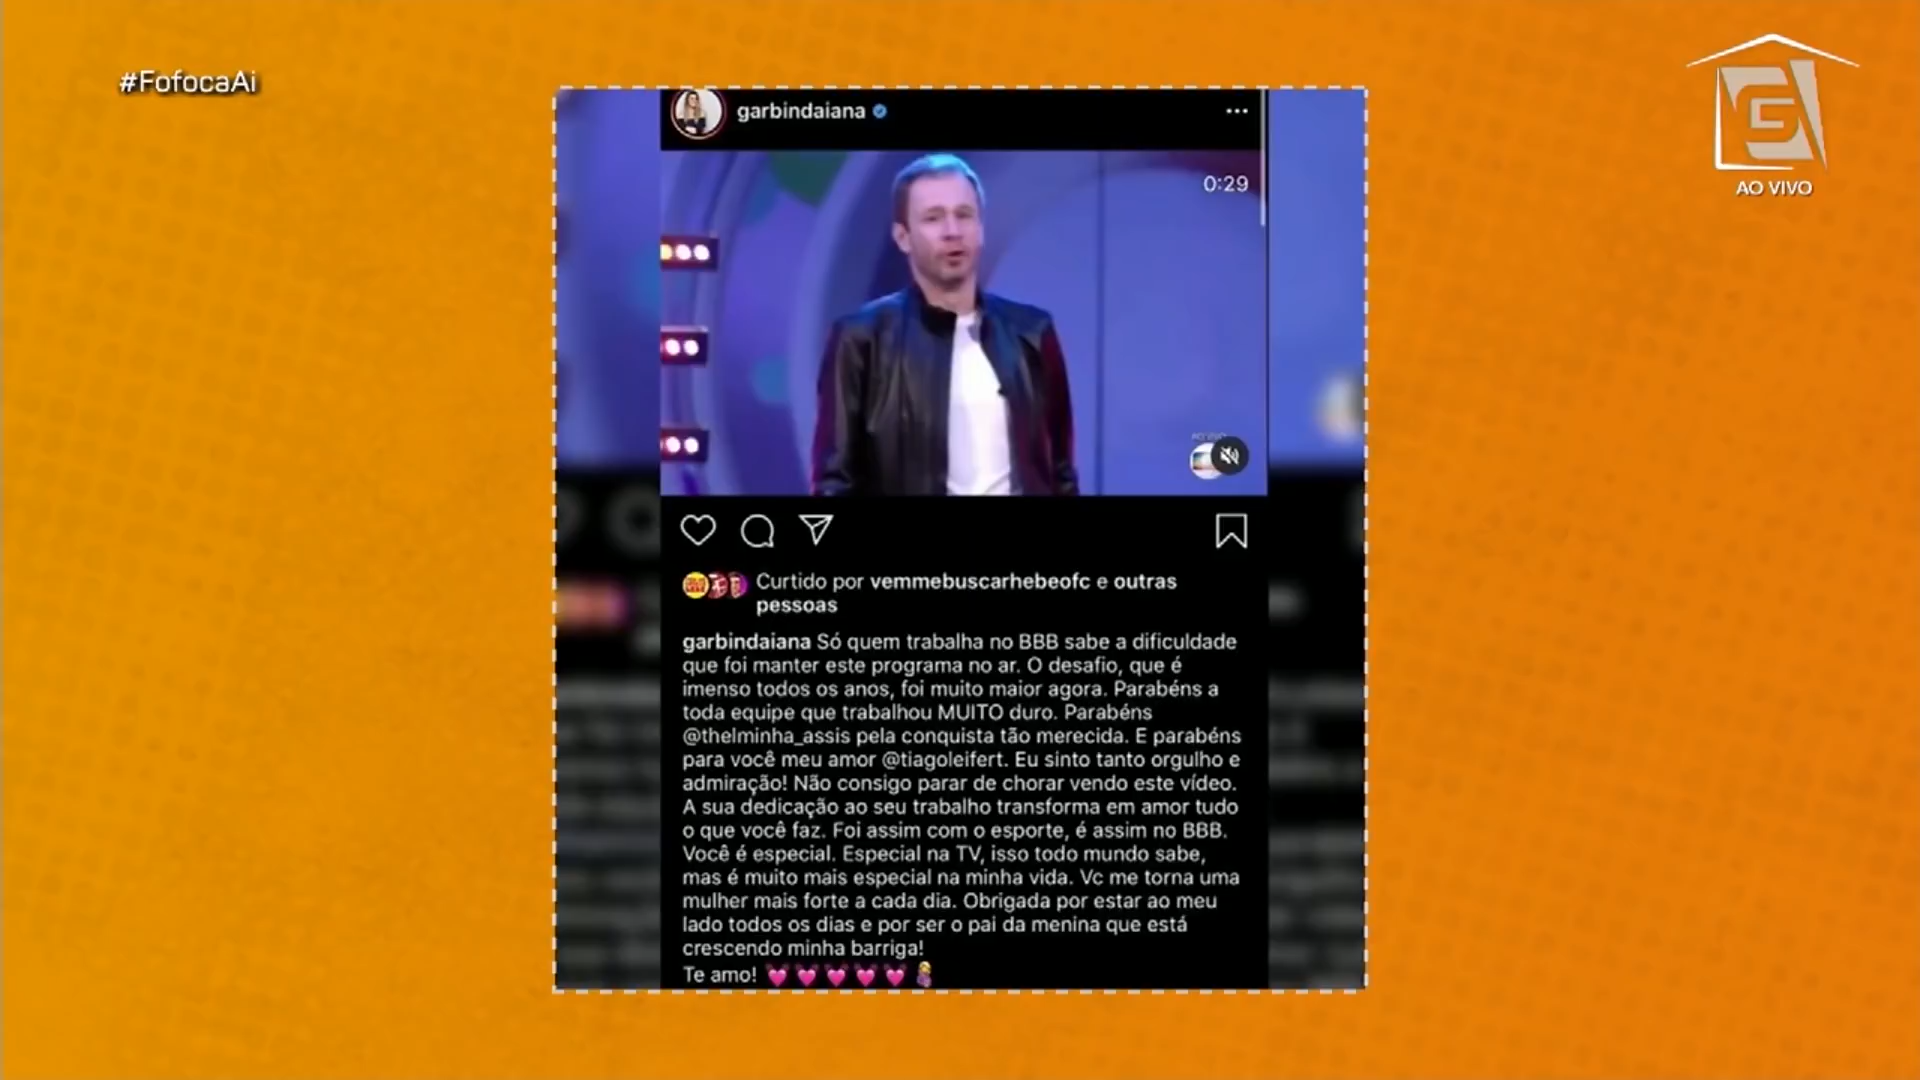 #FofocaAi
AO VIVO
garbindaiana
0:29
Curtido por vemmebuscarhebeofc e outras
pessoas
garbindaiana Só quem trabalha no BBB sabe a dificuldade
que foi manter este programa no ar. O desafio, que é
imenso todos os anos, foi muito maior agora. Parabéns a
toda equipe que trabalhou MUITO duro. Parabéns
@thelminha_assis pela conquista tão merecida. E parabéns
para você meu amor @tiagoleifert. Eu sinto tanto orgulho e
admiração! Não consigo parar de chorar vendo este vídeo.
A sua dedicação ao seu trabalho transforma em amor tudo
o que você faz. Foi assim com o esporte, é assim no BBB.
Você é especial. Especial na TV, isso todo mundo sabe,
mas é muito mais especial na minha vida. Vc me torna uma
mulher mais forte a cada dia. Obrigada por estar ao meu
lado todos os dias e por ser o pai da menina que está
crescendo minha barriga!
Te amo! 💓💓💓💓💓🤰